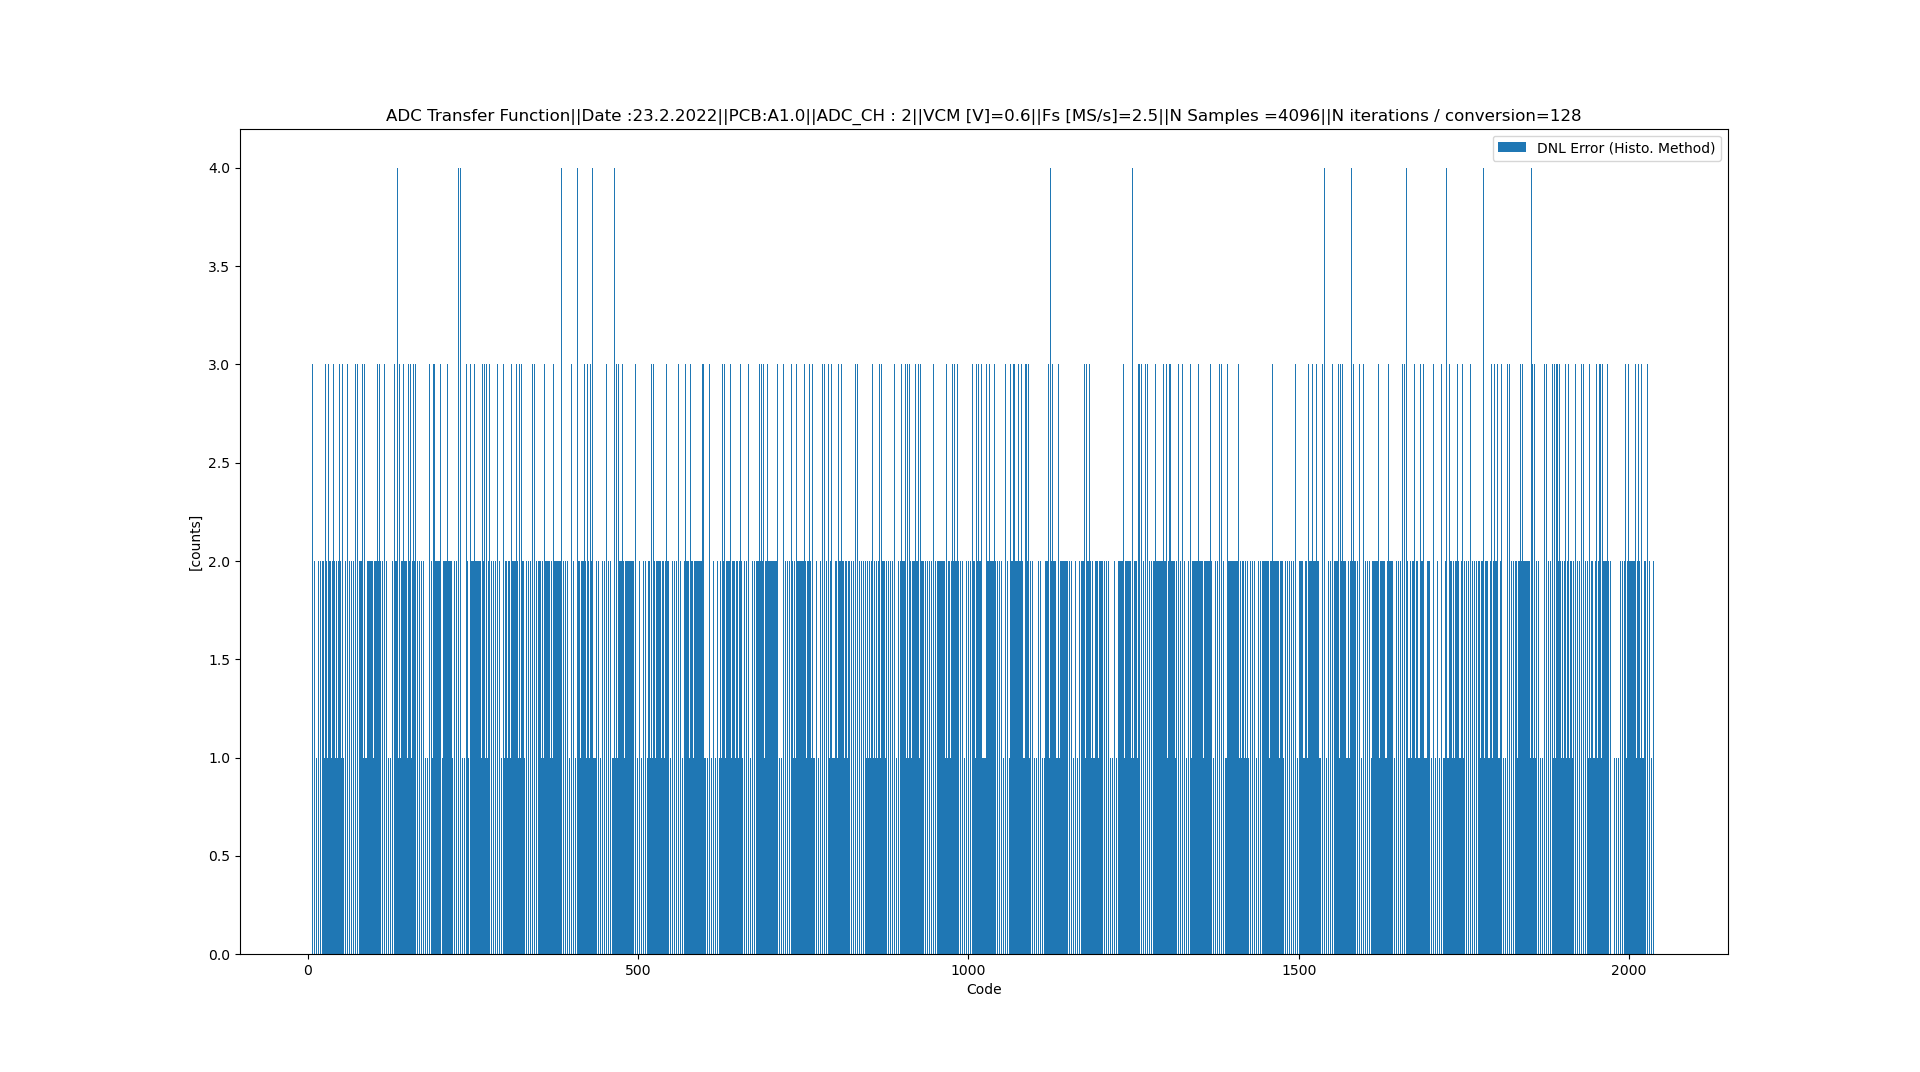 ADC Transfer Function||Date :23.2.2022||PCB:A1.0||ADC_CH : 2||VCM [V]=0.6||Fs [MS/s]=2.5||N Samples =4096||N iterations / conversion=128
DNL Error (Histo. Method)
4.0
3.5
3.0
2.5
2.0
1.5
1.0
0.5
0.0
[counts]
0 500 1000 1500 2000
Code